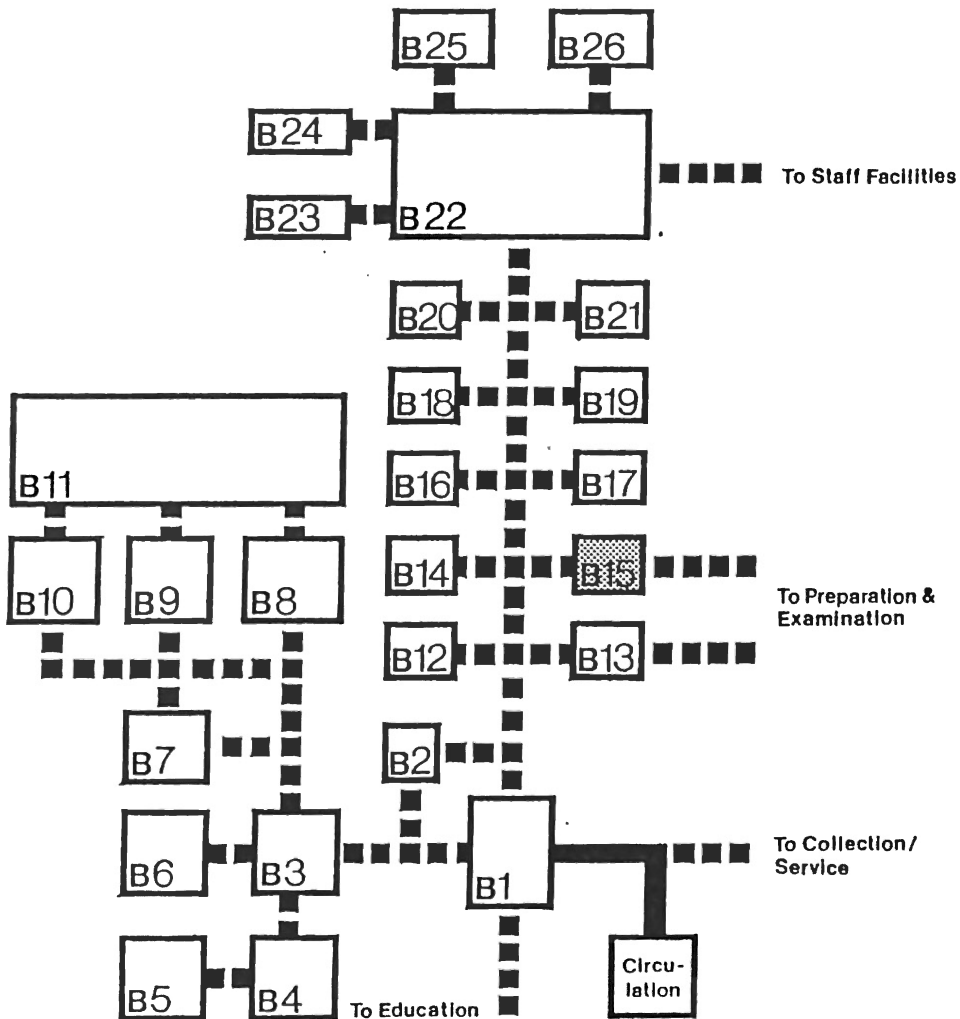 B25
B26
B24
To Staff Facilities
B23
B22
B20
B21
B18
B19
B11
B16
B17
B10
B9
B8
B14
B15
To Preparation &
Examination
B12
B13
B7
B2
B6
B3
B1
To Collection/
Service
B5
B4
To Education
Circu-
lation